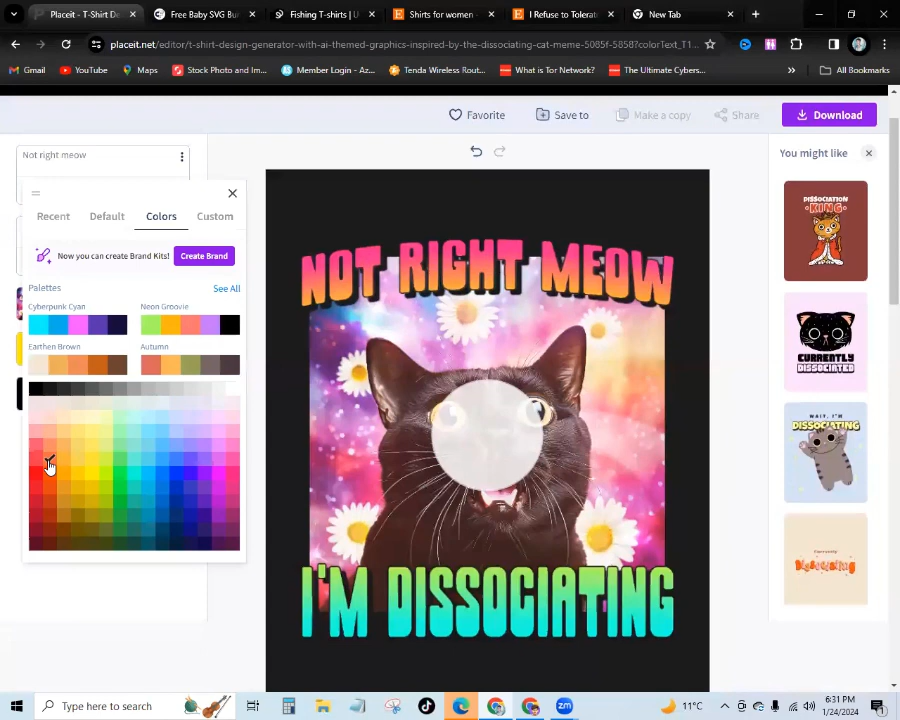 Placeit - T-Shirt De
Free Baby SVG Bu
Fishing T-shirts | U
Shirts for women -
I Refuse to Tolerat
New Tab
placeit.net/editor/t-shirt-design-generator-with-ai-themed-graphics-inspired-by-the-dissociating-cat-meme-5085f-5858?colorText_T1...
Gmail
YouTube
Maps
Stock Photo and Im...
Member Login - Az...
Tenda Wireless Rout...
What is Tor Network?
The Ultimate Cybers...
»
All Bookmarks
Favorite
Save to
Make a copy
Share
Download
Not right meow
You might like
Recent
Default
Colors
Custom
Now you can create Brand Kits!
Create Brand
Palettes
See All
Cyberpunk Cyan
Neon Groovie
Earthen Brown
Autumn
NOT RIGHT MEOW
I'M DISSOCIATING
DISSOCIATION
KING
CURRENTLY
DISSOCIATED
WAIT, I'M
DISSOCIATING
Dissociating
Type here to search
11°C
6:31 PM
1/24/2024